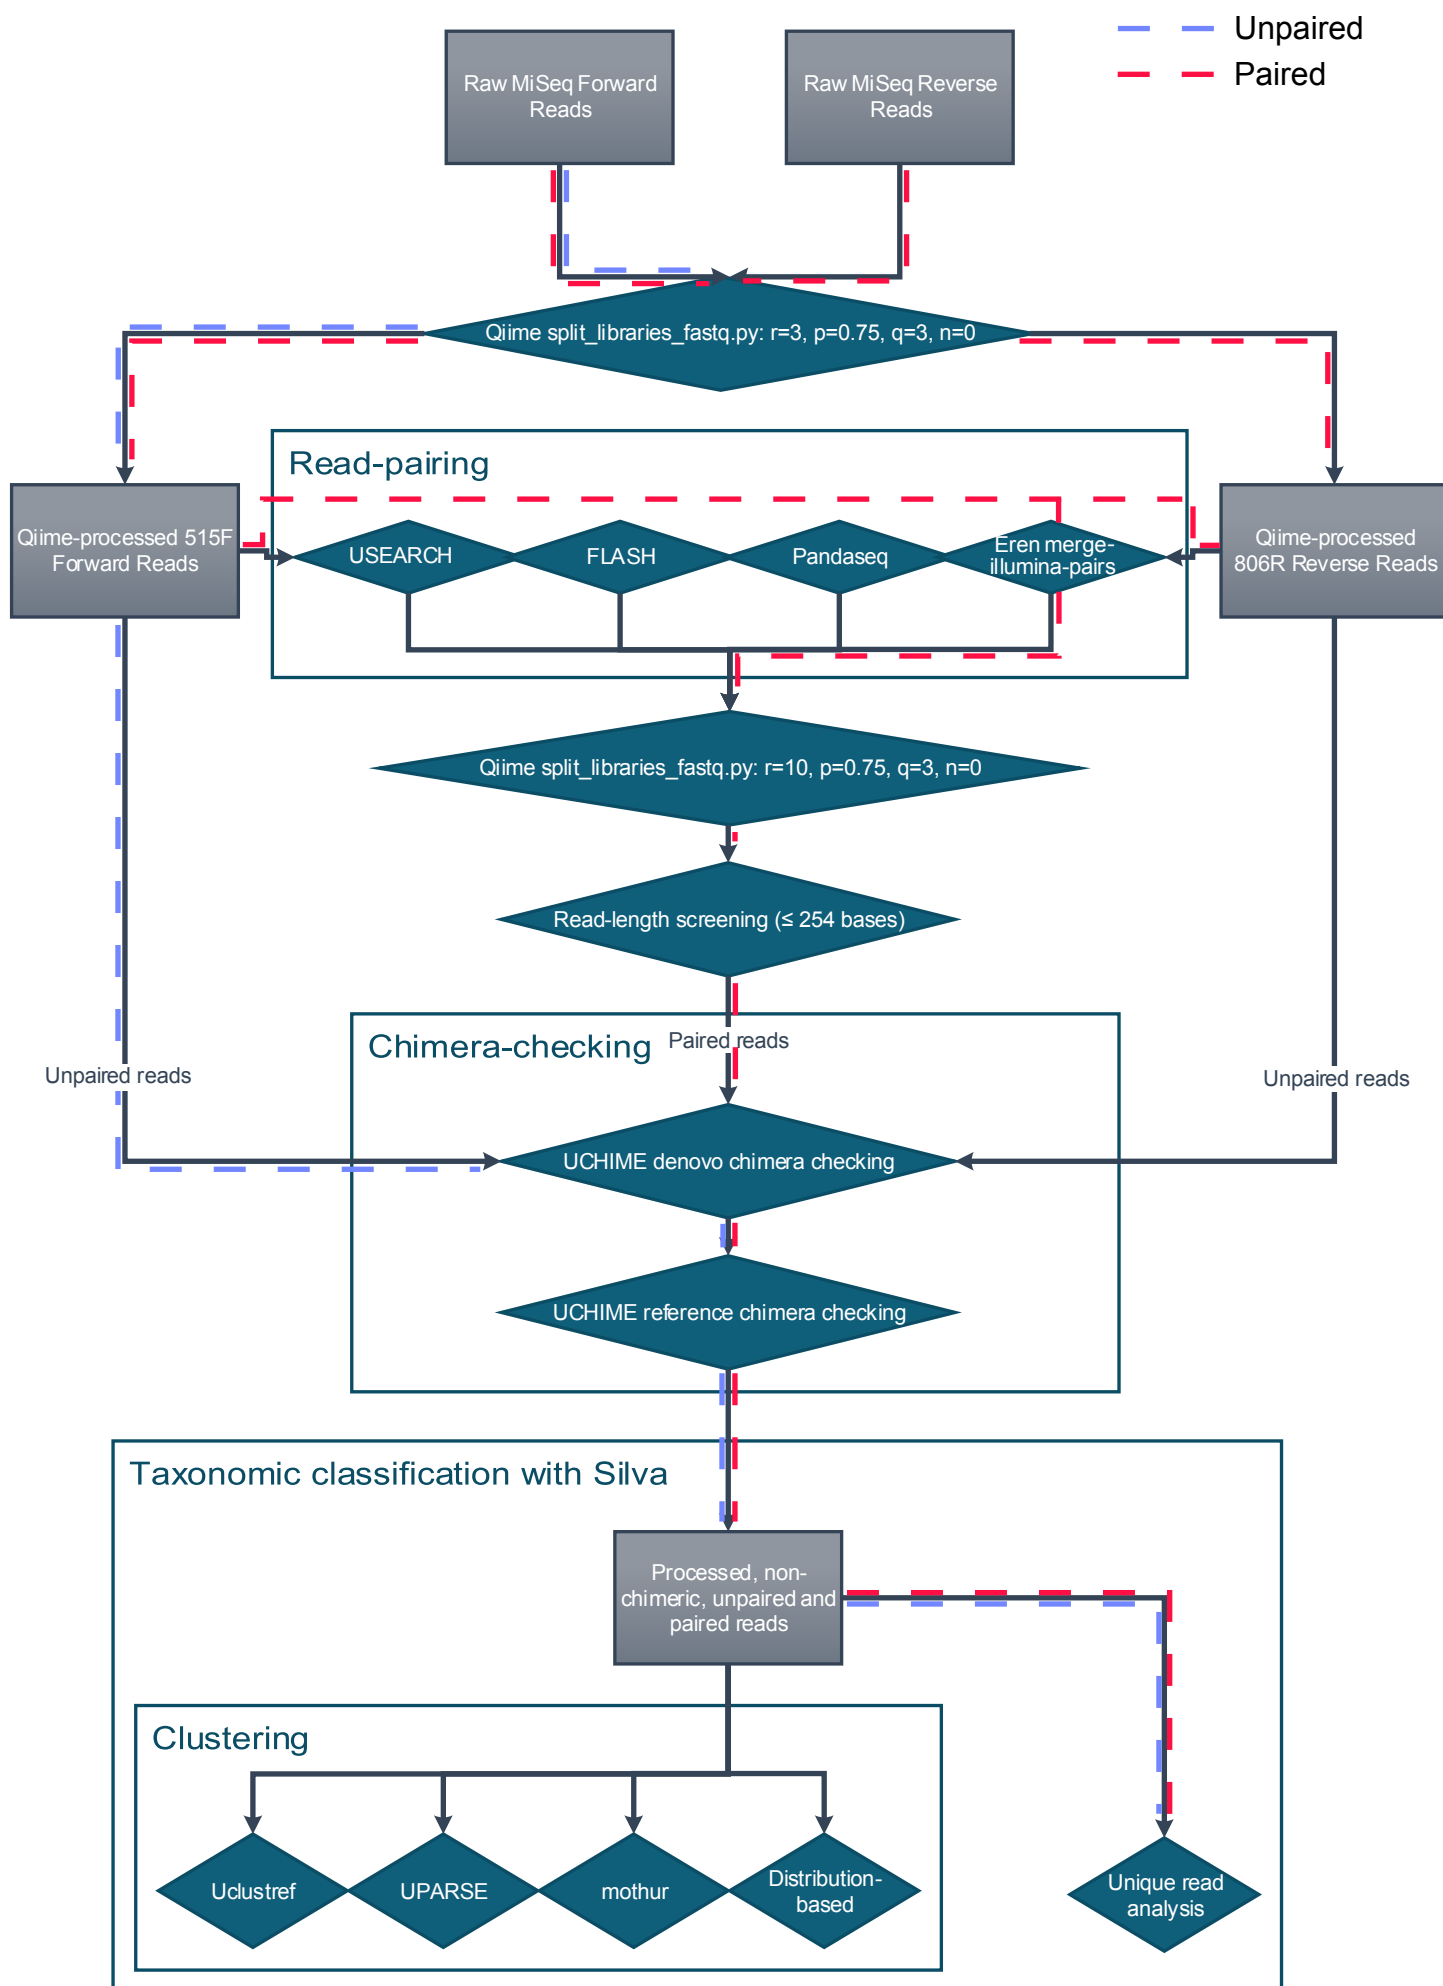 Unpaired
Paired
Raw MiSeq Forward
Reads
Raw MiSeq Reverse
Reads
Qiime split_libraries_fastq.py: r=3, p=0.75, q=3, n=0
Read-pairing
Qiime-processed 515F
Forward Reads
USEARCH
FLASH
Pandaseq
Eren merge-
illumina-pairs
Qiime-processed
806R Reverse Reads
Qiime split_libraries_fastq.py: r=10, p=0.75, q=3, n=0
Read-length screening (≤ 254 bases)
Chimera-checking
Paired reads
Unpaired reads
Unpaired reads
UCHIME denovo chimera checking
UCHIME reference chimera checking
Taxonomic classification with Silva
Processed, non-
chimeric, unpaired and
paired reads
Clustering
Uclustref
UPARSE
mothur
Distribution-
based
Unique read
analysis